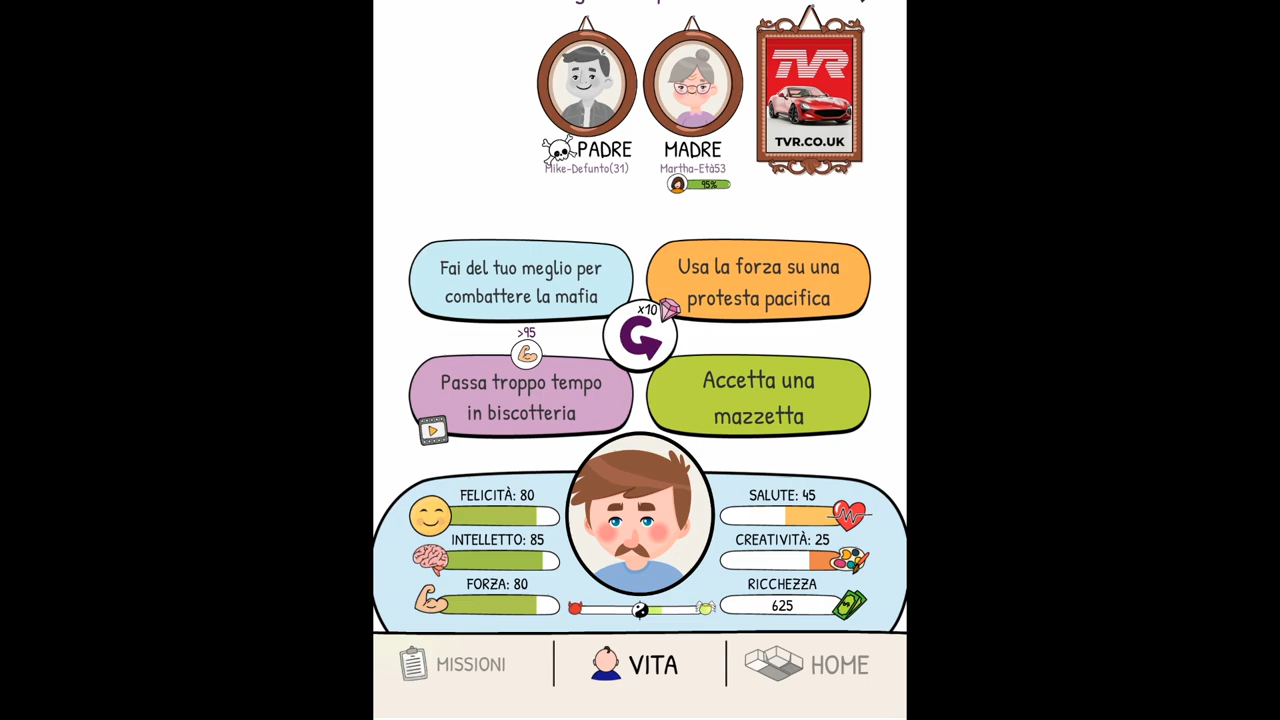 TVR
TVR.CO.UK
PADRE
MADRE
Mike-Defunto(31)
Martha-Età53
95%
Fai del tuo meglio per
combattere la mafia
Usa la forza su una
protesta pacifica
x10
>95
Passa troppo tempo
in biscotteria
Accetta una
mazzetta
FELICITÀ: 80
SALUTE: 45
INTELLETTO: 85
CREATIVITÀ: 25
FORZA: 80
RICCHEZZA
625
MISSIONI
VITA
HOME